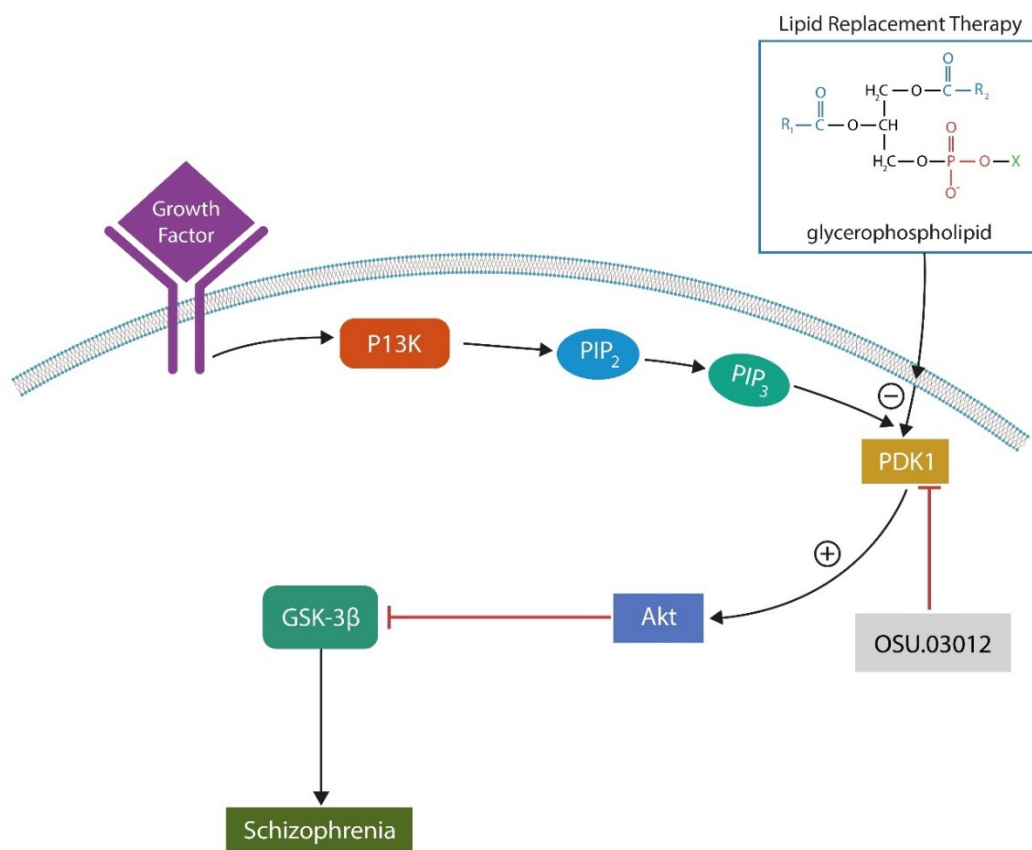 Lipid Replacement Therapy
O
O
H₂C—O—C—R₂
R₁—C—O—CH
O
H₂C—O—P—O—X
O⁻
glycerophospholipid
Growth
Factor
P13K
PIP₂
PIP₃
−
PDK1
+
GSK-3β
Akt
OSU.03012
Schizophrenia